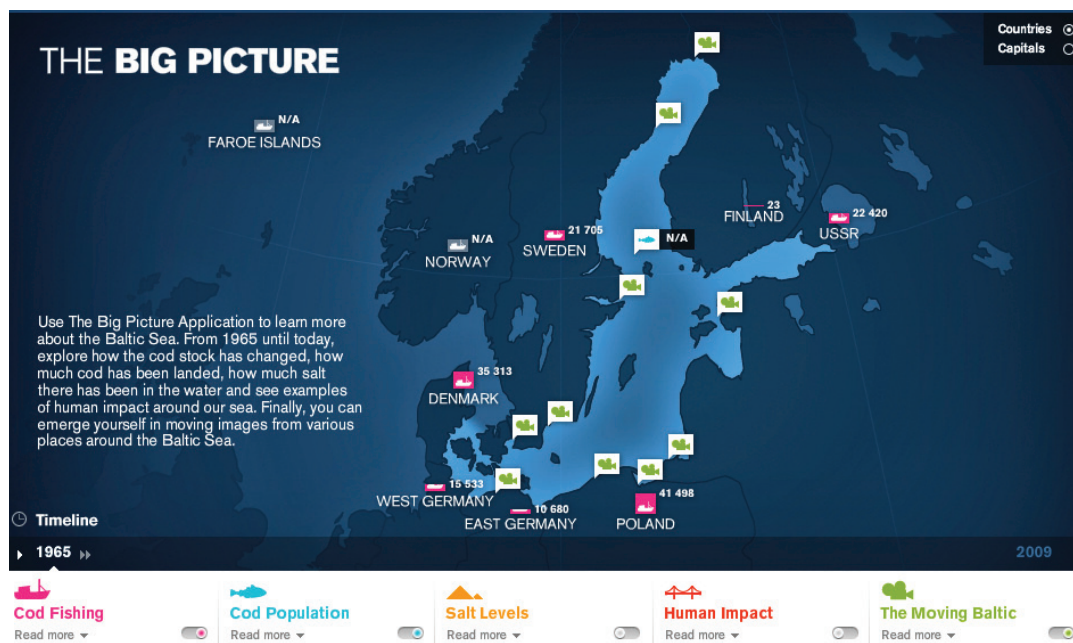 THE BIG PICTURE
Countries
Capitals
N/A
FAROE ISLANDS
23
FINLAND
22 420
USSR
21 705
SWEDEN
N/A
N/A
NORWAY
Use The Big Picture Application to learn more
about the Baltic Sea. From 1965 until today,
explore how the cod stock has changed, how
much cod has been landed, how much salt
there has been in the water and see examples
of human impact around our sea. Finally, you can
emerge yourself in moving images from various
places around the Baltic Sea.
35 313
DENMARK
15 533
WEST GERMANY
10 680
EAST GERMANY
41 498
POLAND
Timeline
1965
2009
Cod Fishing
Read more
Cod Population
Read more
Salt Levels
Read more
Human Impact
Read more
The Moving Baltic
Read more